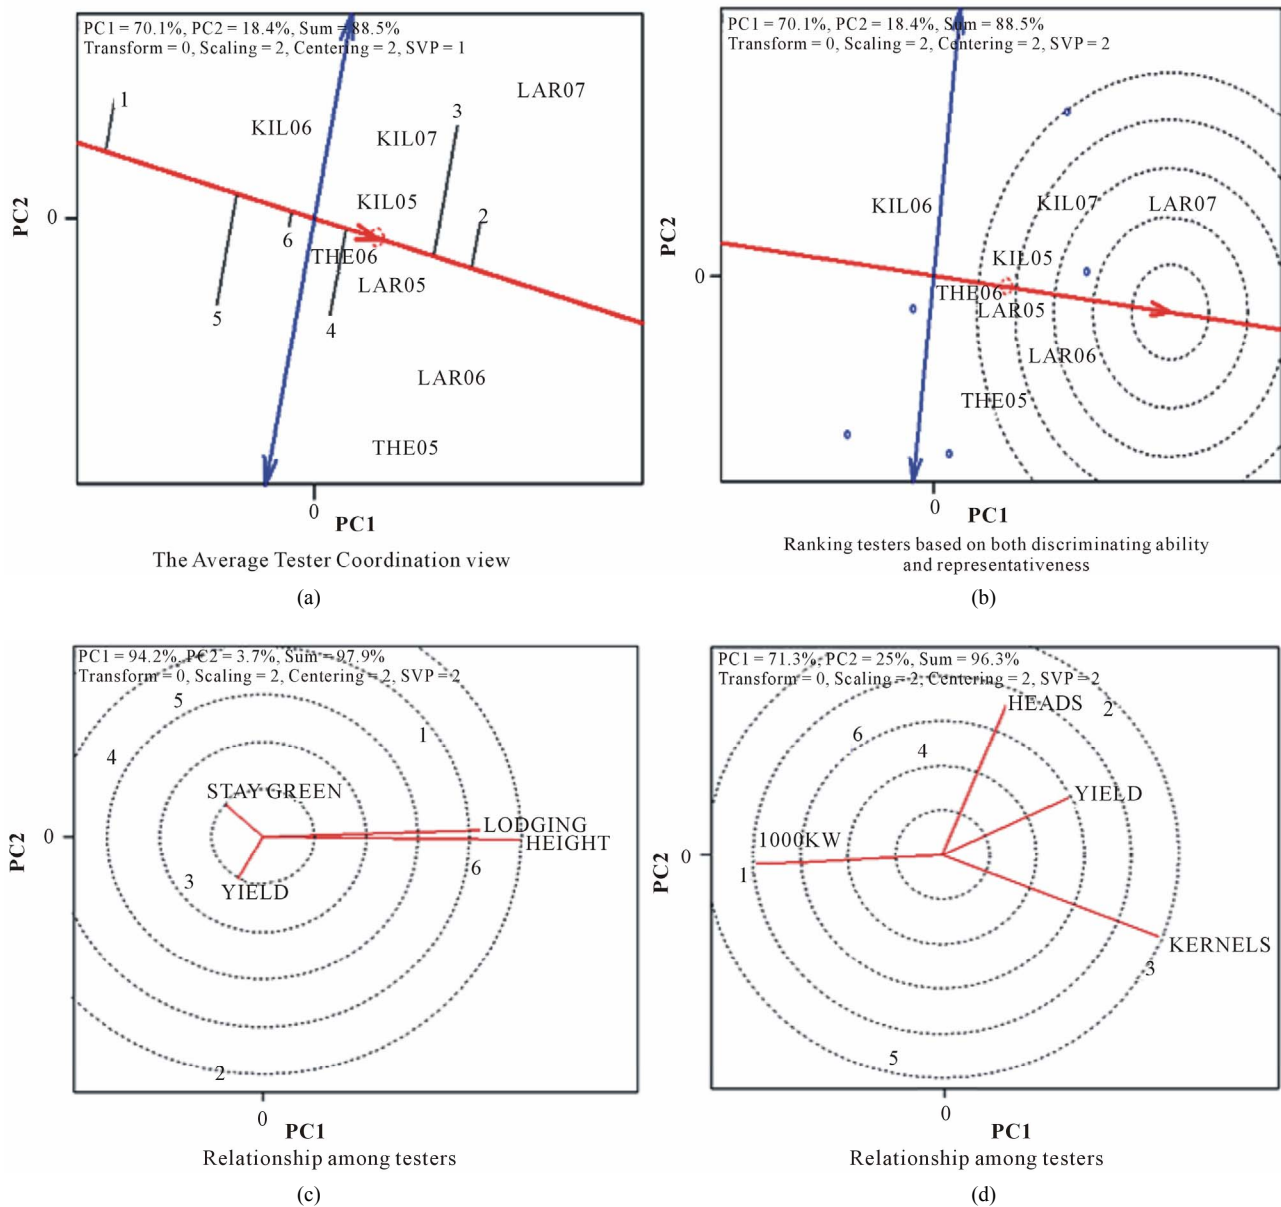 PC1 = 70.1%, PC2 = 18.4%, Sum = 88.5%
Transform = 0, Scaling = 2, Centering = 2, SVP = 1
LAR07
1
KIL06
KIL07
3
KIL05
PC2
0
6
2
THE06
LAR05
5
4
LAR06
THE05
0
PC1
The Average Tester Coordination view
(a)
PC1 = 70.1%, PC2 = 18.4%, Sum = 88.5%
Transform = 0, Scaling = 2, Centering = 2, SVP = 2
KIL06
KIL07
LAR07
PC2
KIL05
0
THE06
LAR05
LAR06
THE05
0
PC1
Ranking testers based on both discriminating ability
and representativeness
(b)
PC1 = 94.2%, PC2 = 3.7%, Sum = 97.9%
Transform = 0, Scaling = 2, Centering = 2, SVP = 2
5
1
4
STAY GREEN
LODGING
HEIGHT
PC2
0
6
3
YIELD
2
0
PC1
Relationship among testers
(c)
PC1 = 71.3%, PC2 = 25%, Sum = 96.3%
Transform = 0, Scaling = 2, Centering = 2, SVP = 2
HEADS
2
6
4
YIELD
1000KW
PC2
0
1
KERNELS
3
5
0
PC1
Relationship among testers
(d)